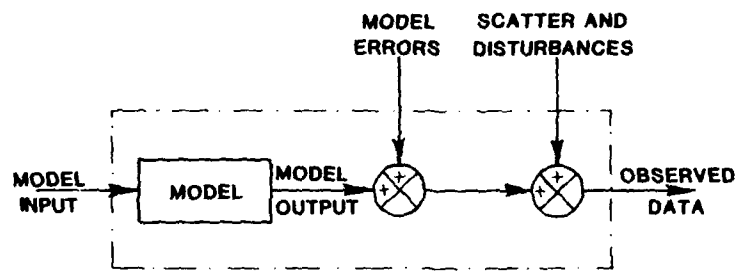 MODEL
ERRORS
SCATTER AND
DISTURBANCES
MODEL
INPUT
MODEL
MODEL
OUTPUT
+
+
+
+
OBSERVED
DATA